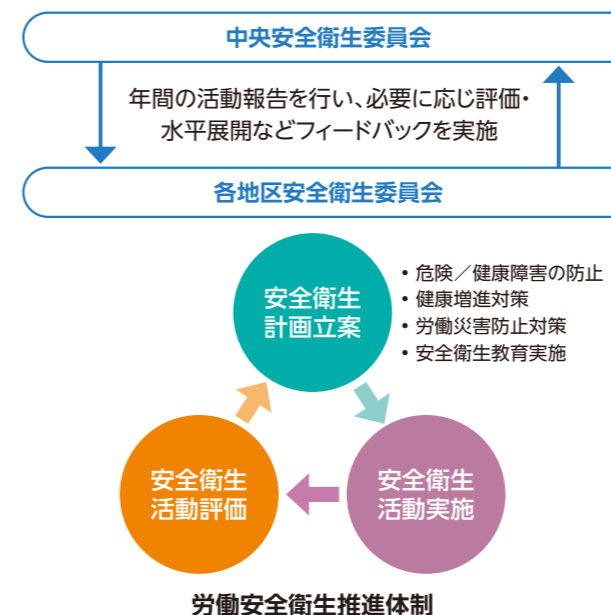 中央安全衛生委員会
年間の活動報告を行い、必要に応じ評価・
水平展開などフィードバックを実施
各地区安全衛生委員会
安全衛生
計画立案
• 危険／健康障害の防止
• 健康増進対策
• 労働災害防止対策
• 安全衛生教育実施
安全衛生
活動評価
安全衛生
活動実施
労働安全衛生推進体制